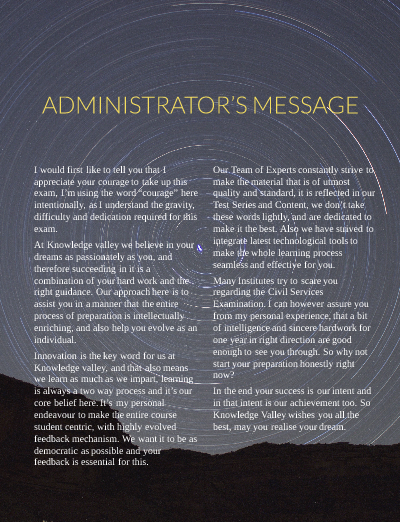 ADMINISTRATOR'S MESSAGE
I would first like to tell you that I
appreciate your courage to take up this
exam, I'm using the word "courage" here
intentionally, as I understand the gravity,
difficulty and dedication required for this
exam.
At Knowledge valley we believe in your
dreams as passionately as you, and
therefore succeeding in it is a
combination of your hard work and the
right guidance. Our approach here is to
assist you in a manner that the entire
process of preparation is intellectually
enriching, and also help you evolve as an
individual.
Innovation is the key word for us at
Knowledge valley, and that also means
we learn as much as we impart, learning
is always a two way process and it's our
core belief here. It's my personal
endeavour to make the entire course
student centric, with highly evolved
feedback mechanism. We want it to be as
democratic as possible and your
feedback is essential for this.
Our Team of Experts constantly strive to
make the material that is of utmost
quality and standard, it is reflected in our
Test Series and Content, we don't take
these words lightly, and are dedicated to
make it the best. Also we have strived to
integrate latest technological tools to
make the whole learning process
seamless and effective for you.
Many Institutes try to scare you
regarding the Civil Services
Examination. I can however assure you
from my personal experience, that a bit
of intelligence and sincere hardwork for
one year in right direction are good
enough to see you through. So why not
start your preparation honestly right
now?
In the end your success is our intent and
in that intent is our achievement too. So
Knowledge Valley wishes you all the
best, may you realise your dream.